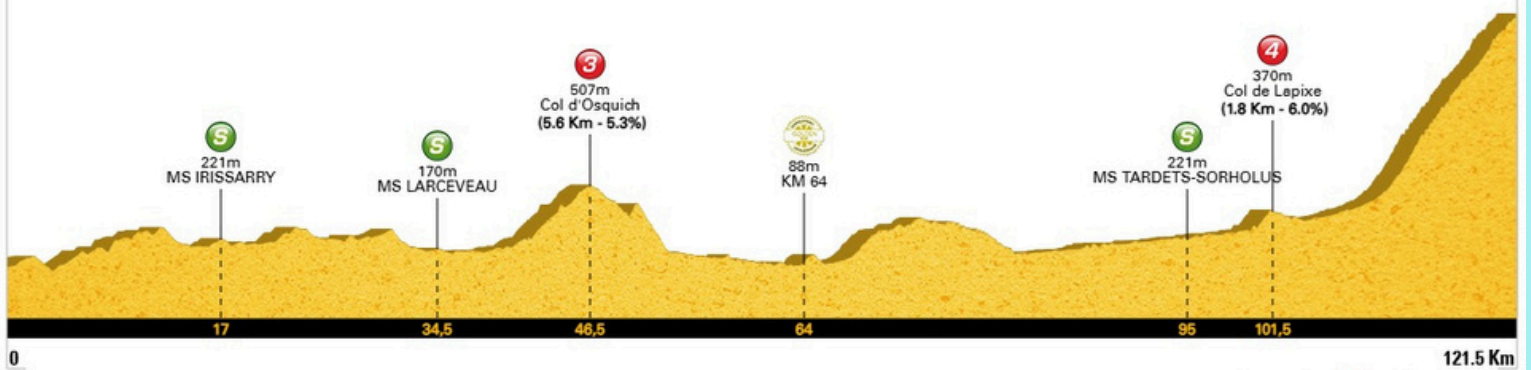 S
221m
MS IRISSARRY
S
170m
MS LARCEVEAU
3
507m
Col d'Osquich
(5.6 Km - 5.3%)
88m
KM 64
S
221m
MS TARDETS-SORHOLUS
4
370m
Col de Lapixe
(1.8 Km - 6.0%)
17
34,5
46,5
64
95
101,5
0
121.5 Km